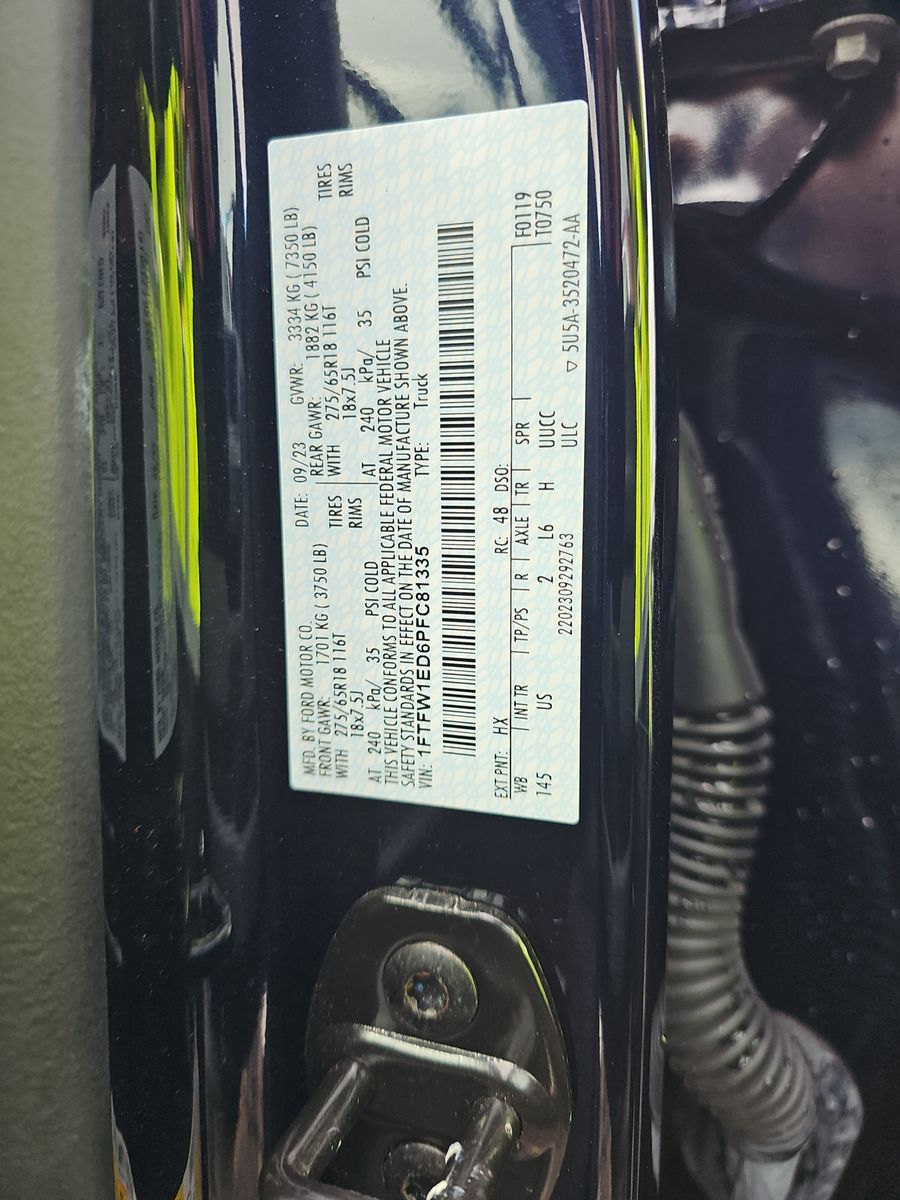 MFD. BY FORD MOTOR CO. DATE: 09/23 GVWR: 3334 KG ( 7350 LB)
FRONT GAWR: 1701 KG ( 3750 LB) REAR GAWR: 1882 KG ( 4150 LB)
WITH 275/65R18 116T TIRES WITH 275/65R18 116T TIRES
18x7.5J RIMS 18x7.5J RIMS
AT 240 kPa/ 35 PSI COLD AT 240 kPa/ 35 PSI COLD
THIS VEHICLE CONFORMS TO ALL APPLICABLE FEDERAL MOTOR VEHICLE
SAFETY STANDARDS IN EFFECT ON THE DATE OF MANUFACTURE SHOWN ABOVE.
VIN: 1FTFW1ED6PFC81335 TYPE: Truck
EXT PNT: HX RC: 48 DSO:
WB INT TR TP/PS R AXLE TR SPR F0119
145 US 2 L6 H UUCC T0750
2202309292763 ULC
▽ 5U5A-3520472-AA